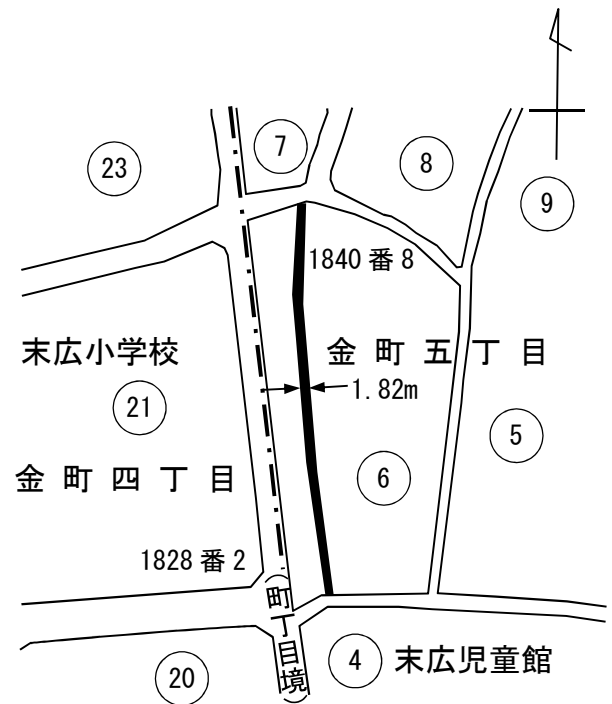 7
23
8
9
1840番8
末広小学校
金町五丁目
1.82m
21
5
金町四丁目
6
1828番2
(町丁目境)
4
末広児童館
20